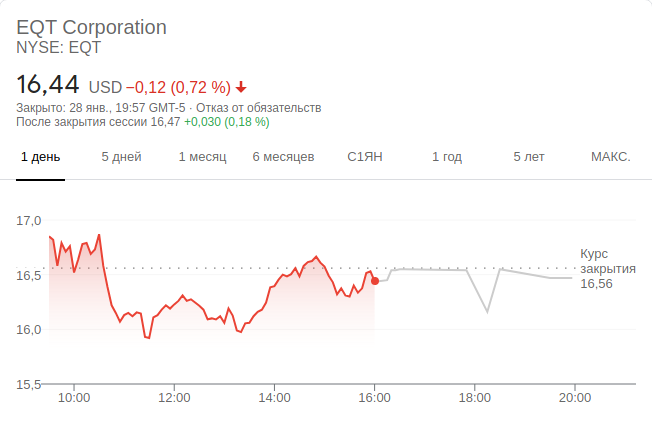 EQT Corporation
NYSE: EQT
16,44 USD −0,12 (0,72 %)
Закрыто: 28 янв., 19:57 GMT-5 · Отказ от обязательств
После закрытия сессии 16,47 +0,030 (0,18 %)
1 день 5 дней 1 месяц 6 месяцев С1ЯН 1 год 5 лет МАКС.
17,0
Курс
закрытия
16,56
16,5
16,0
15,5
10:00 12:00 14:00 16:00 18:00 20:00